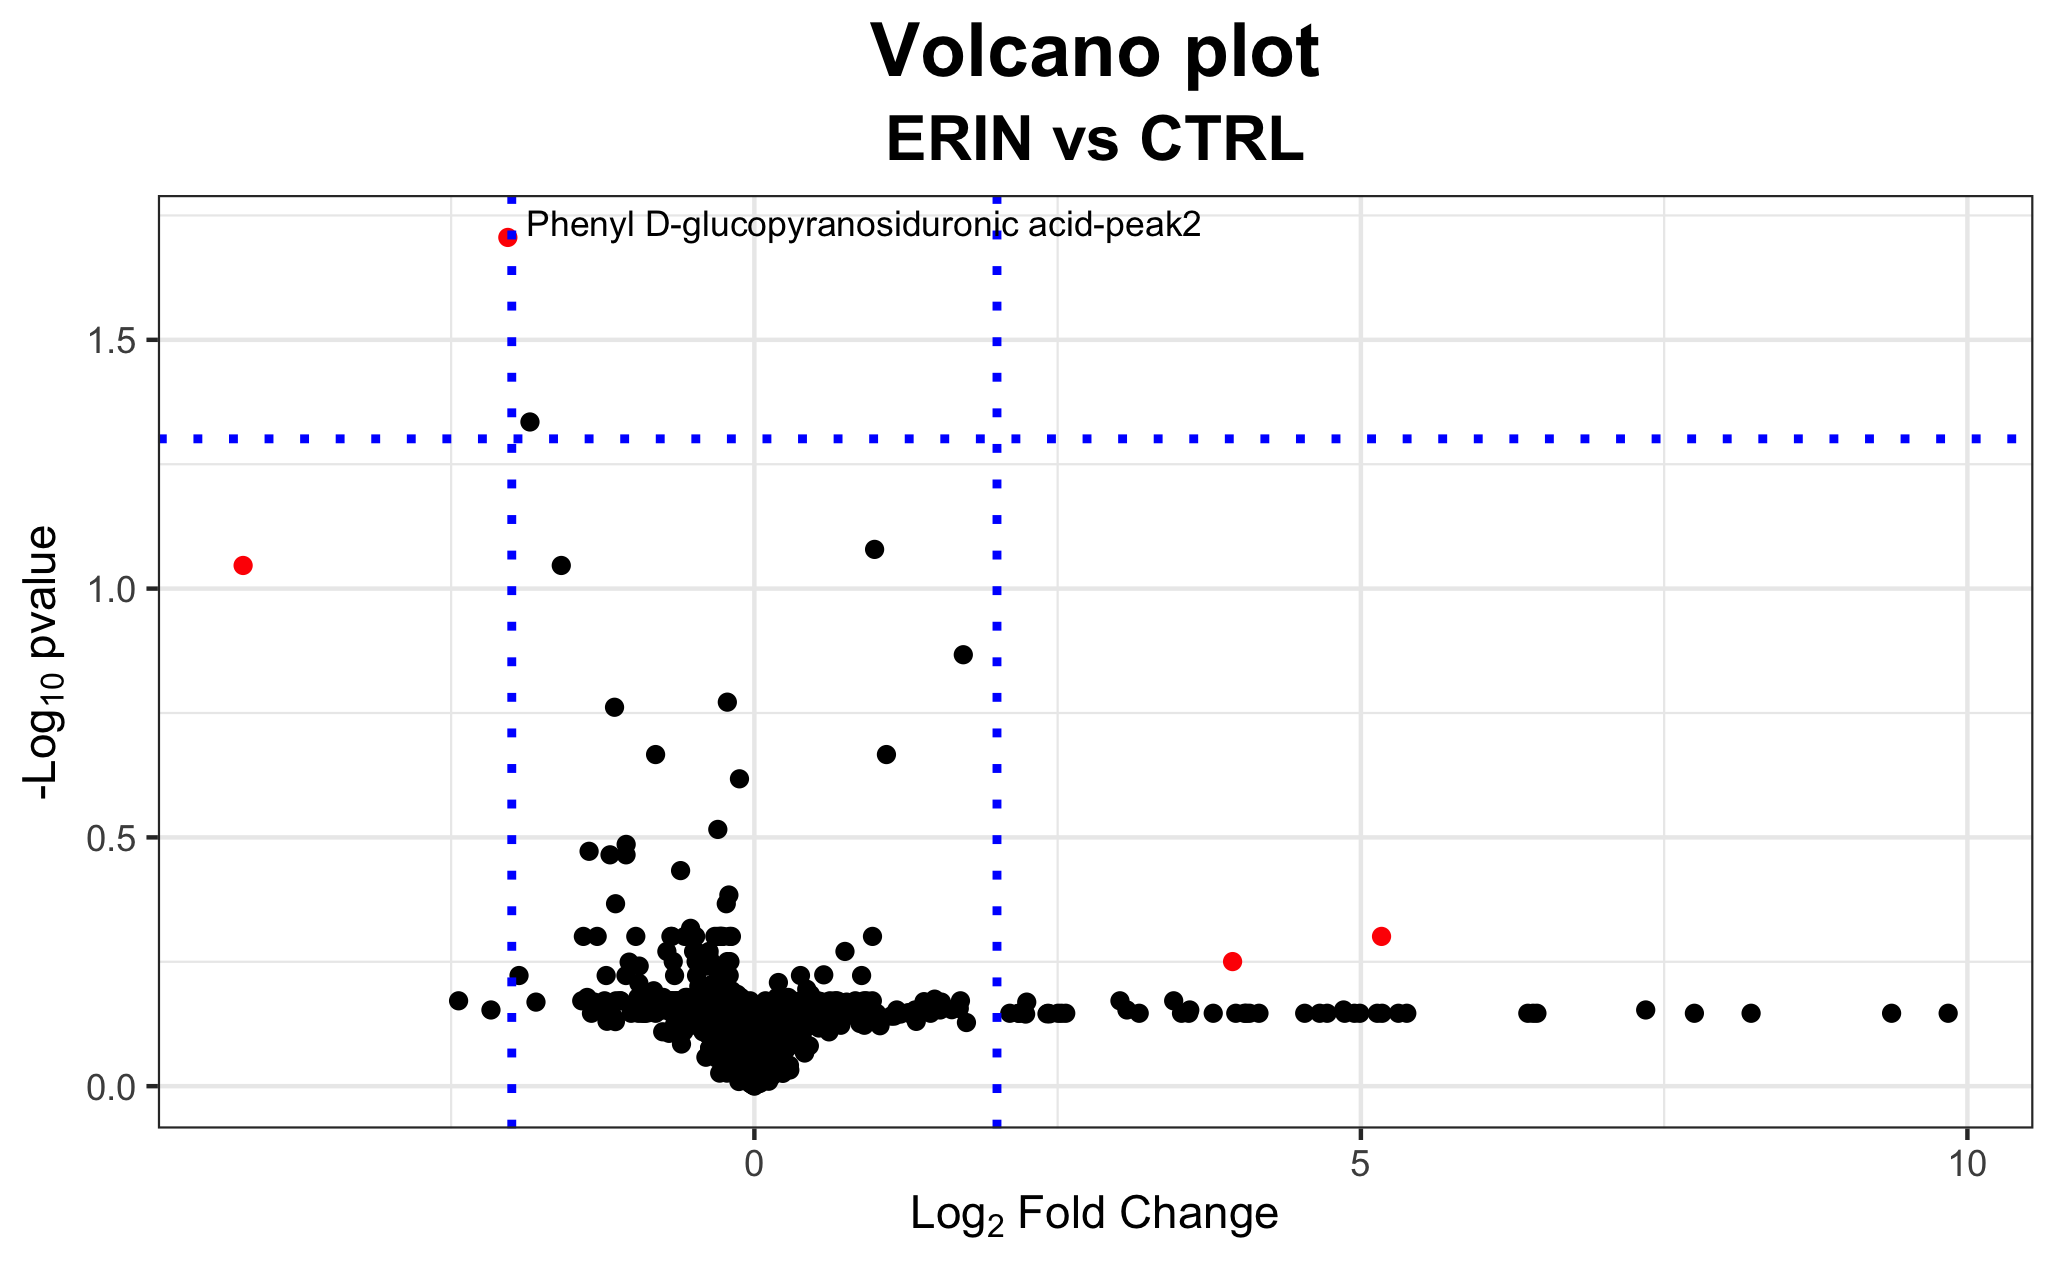 Volcano plot
ERIN vs CTRL
Phenyl D-glucopyranosiduronic acid-peak2
1.5
1.0
0.5
0.0
-Log10 pvalue
0 5 10
Log2 Fold Change